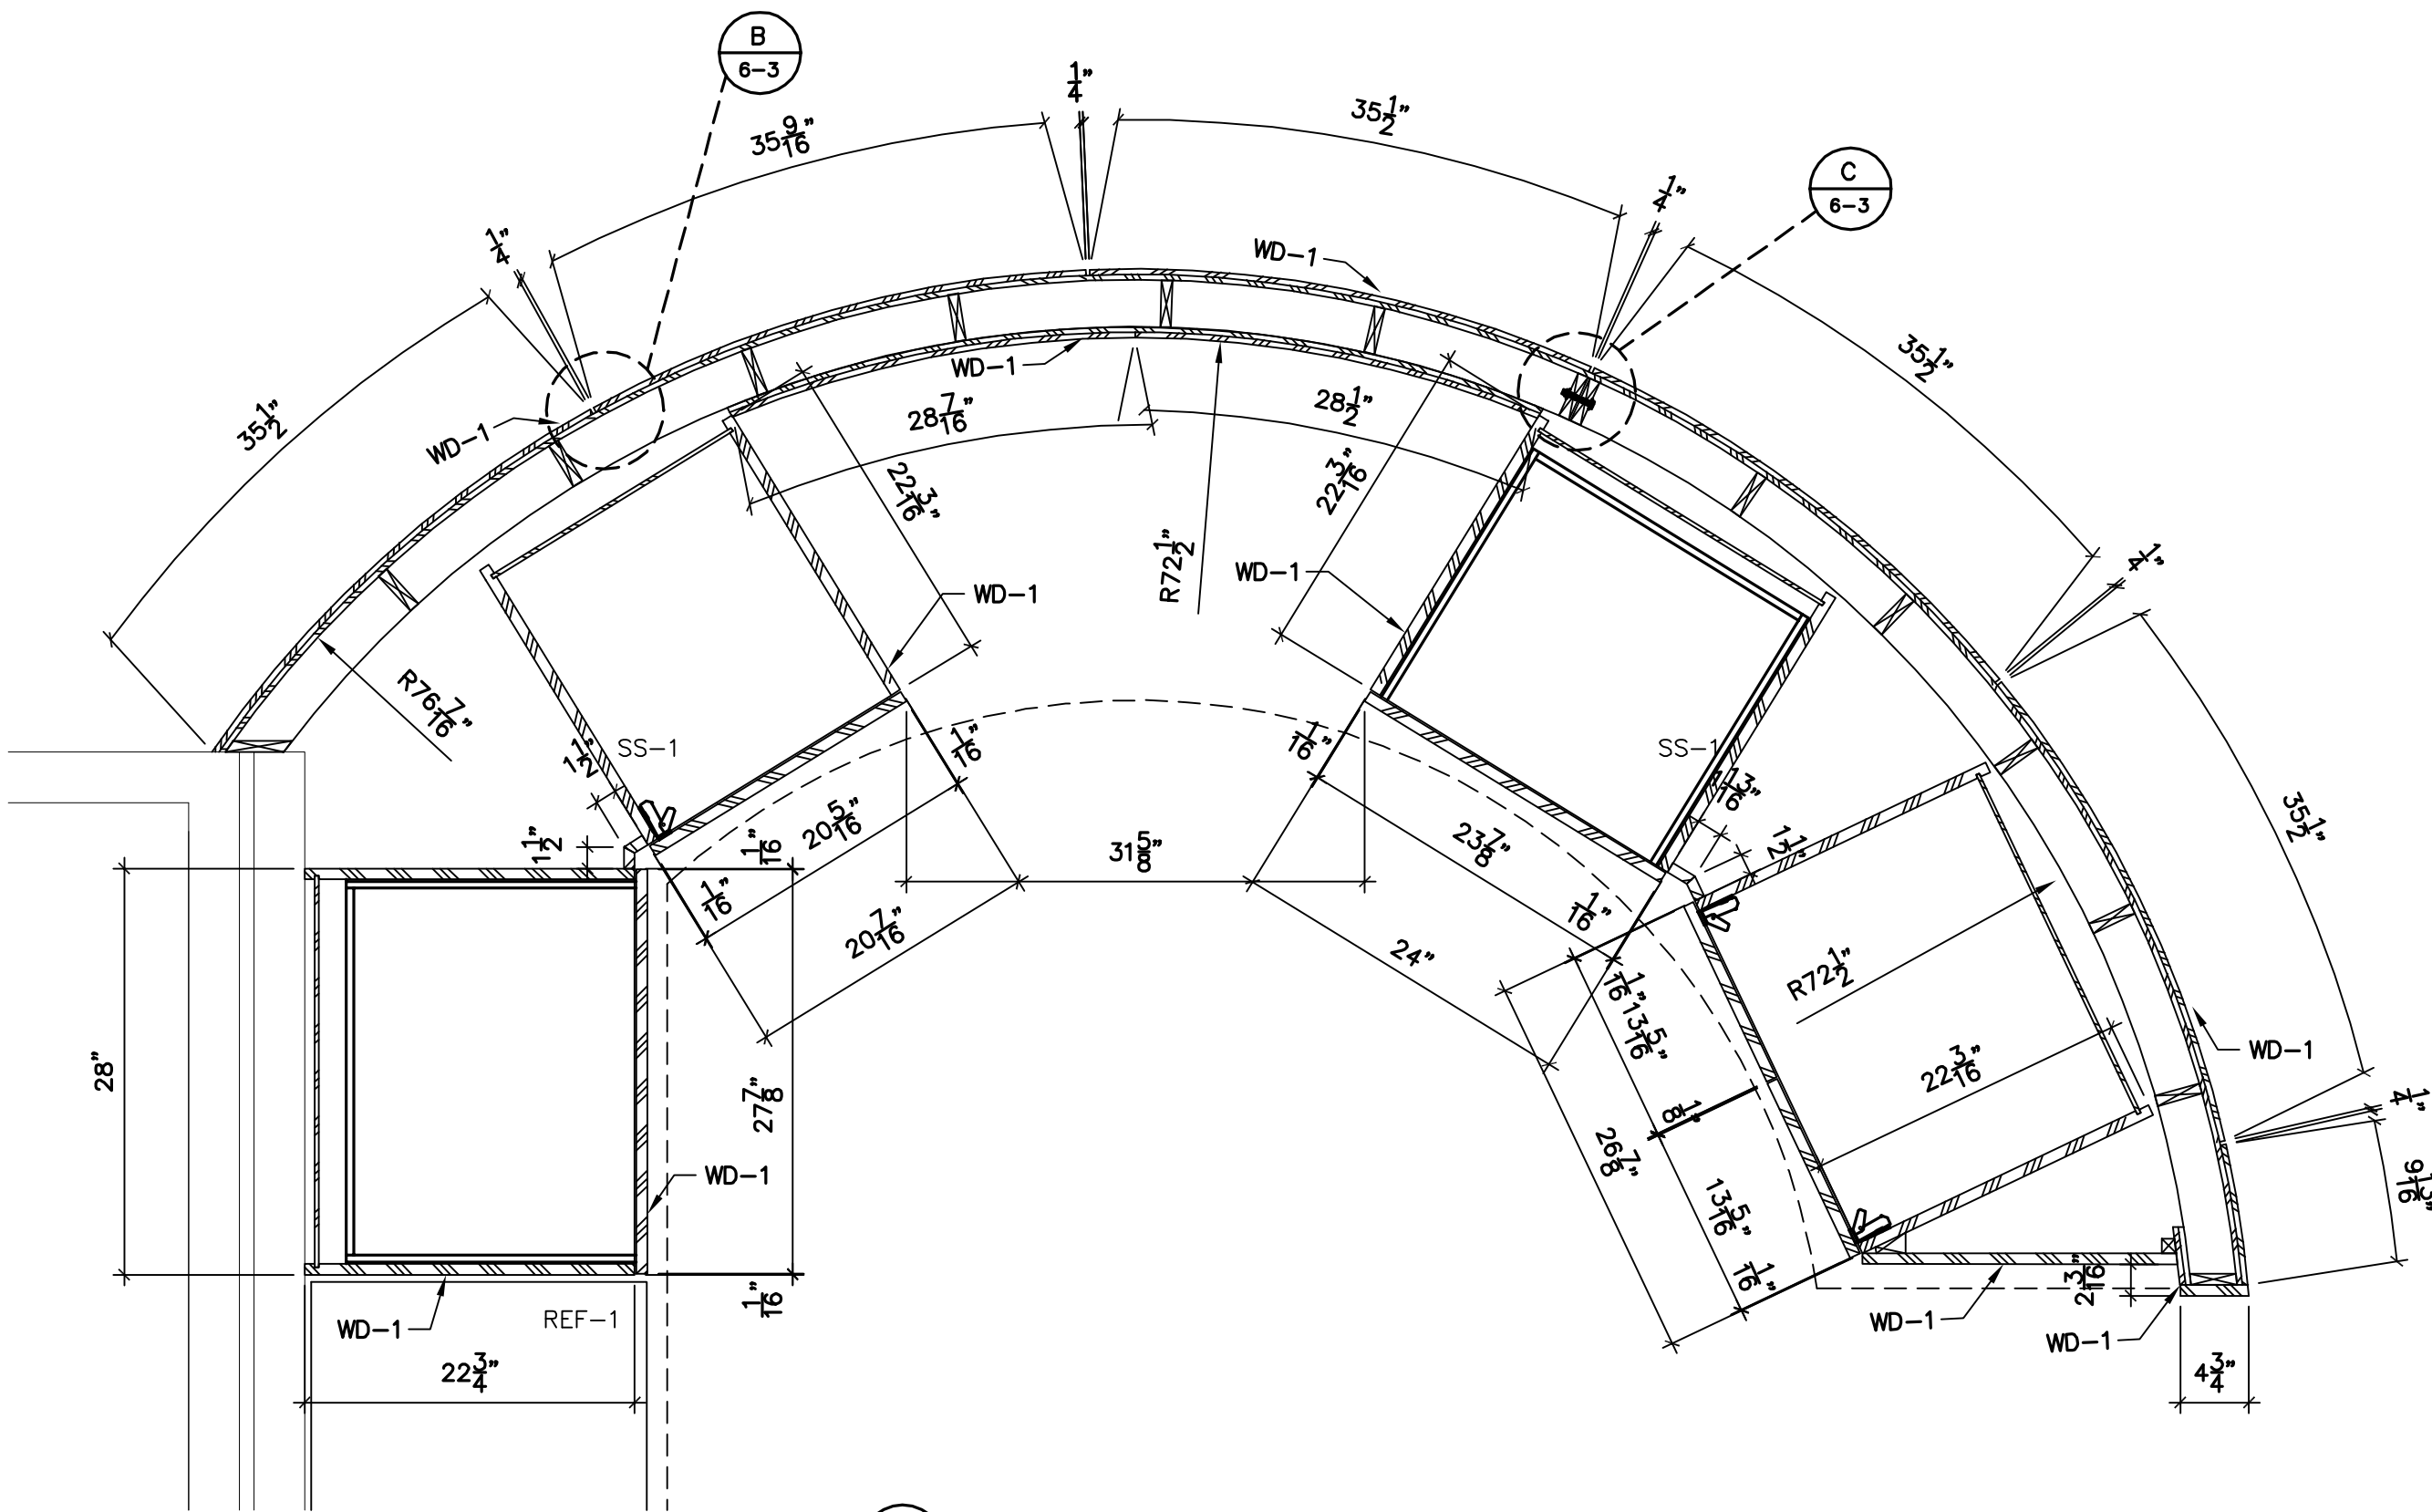 B
6-3
1/4"
35 1/2"
35 9/16"
C
6-3
1/4"
1/4"
WD-1
35 1/2"
35 1/2"
WD-1
WD-1
28 7/16"
28 1/2"
22 3/16"
22 3/16"
1/4"
R72 1/2"
WD-1
WD-1
R76 7/16"
35 1/2"
1 1/2"
SS-1
1/16"
1/16"
SS-1
1 3/16"
1 1/2"
1 1/2"
20 5/16"
1/16"
31 5/8"
23 7/8"
1/16"
20 7/16"
1/16"
24"
R72 1/2"
1/16"
13 5/16"
WD-1
28"
27 7/8"
22 3/16"
1/8"
26 7/8"
1/4"
WD-1
13 5/16"
6 13/16"
1/16"
2 3/16"
1/16"
REF-1
WD-1
WD-1
WD-1
22 3/4"
4 3/4"